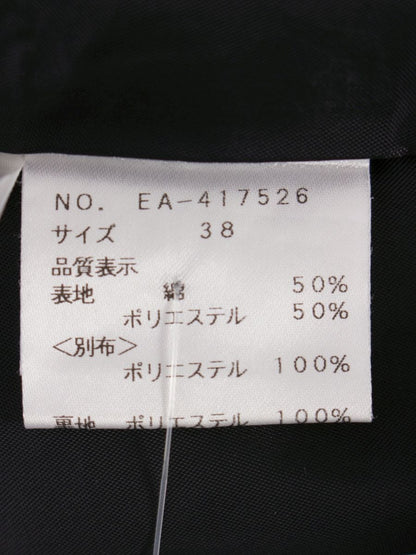 NO. EA-417526
サイズ 38
品質表示
表地 綿 50%
ポリエステル 50%
<別布>
ポリエステル 100%
裏地 ポリエステル 100%